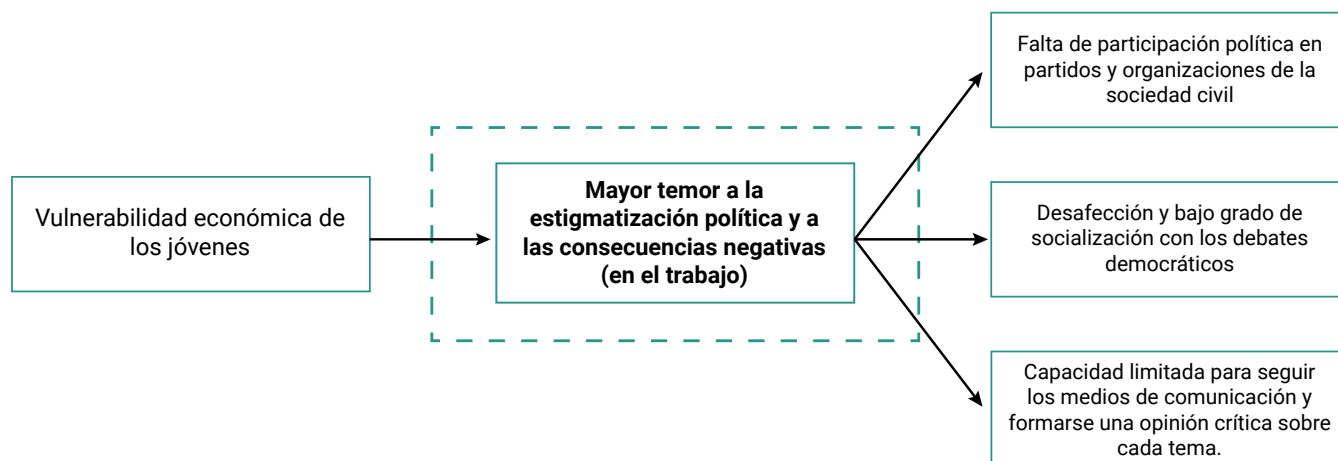 Vulnerabilidad económica de
los jóvenes
Mayor temor a la
estigmatización política y a
las consecuencias negativas
(en el trabajo)
Falta de participación política en
partidos y organizaciones de la
sociedad civil
Desafección y bajo grado de
socialización con los debates
democráticos
Capacidad limitada para seguir
los medios de comunicación y
formarse una opinión crítica sobre
cada tema.